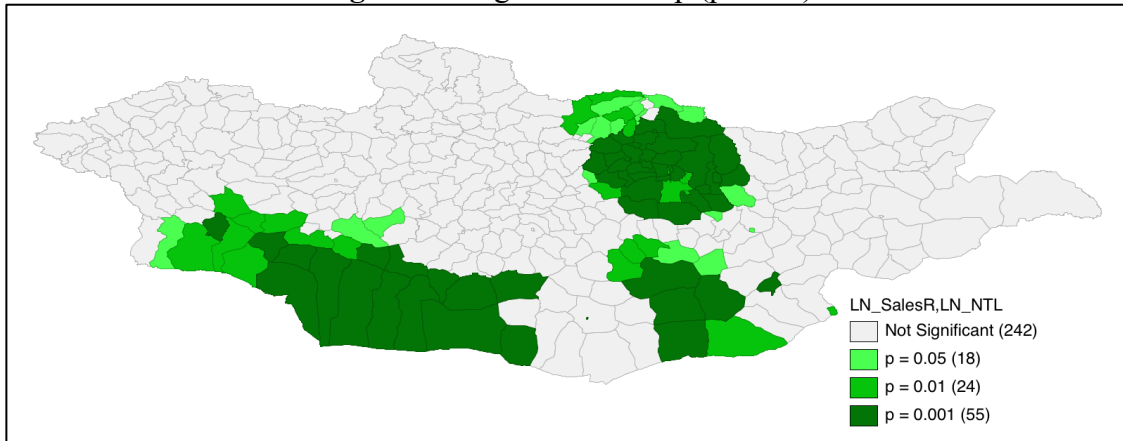 LN_SalesR,LN_NTL
Not Significant (242)
p = 0.05 (18)
p = 0.01 (24)
p = 0.001 (55)